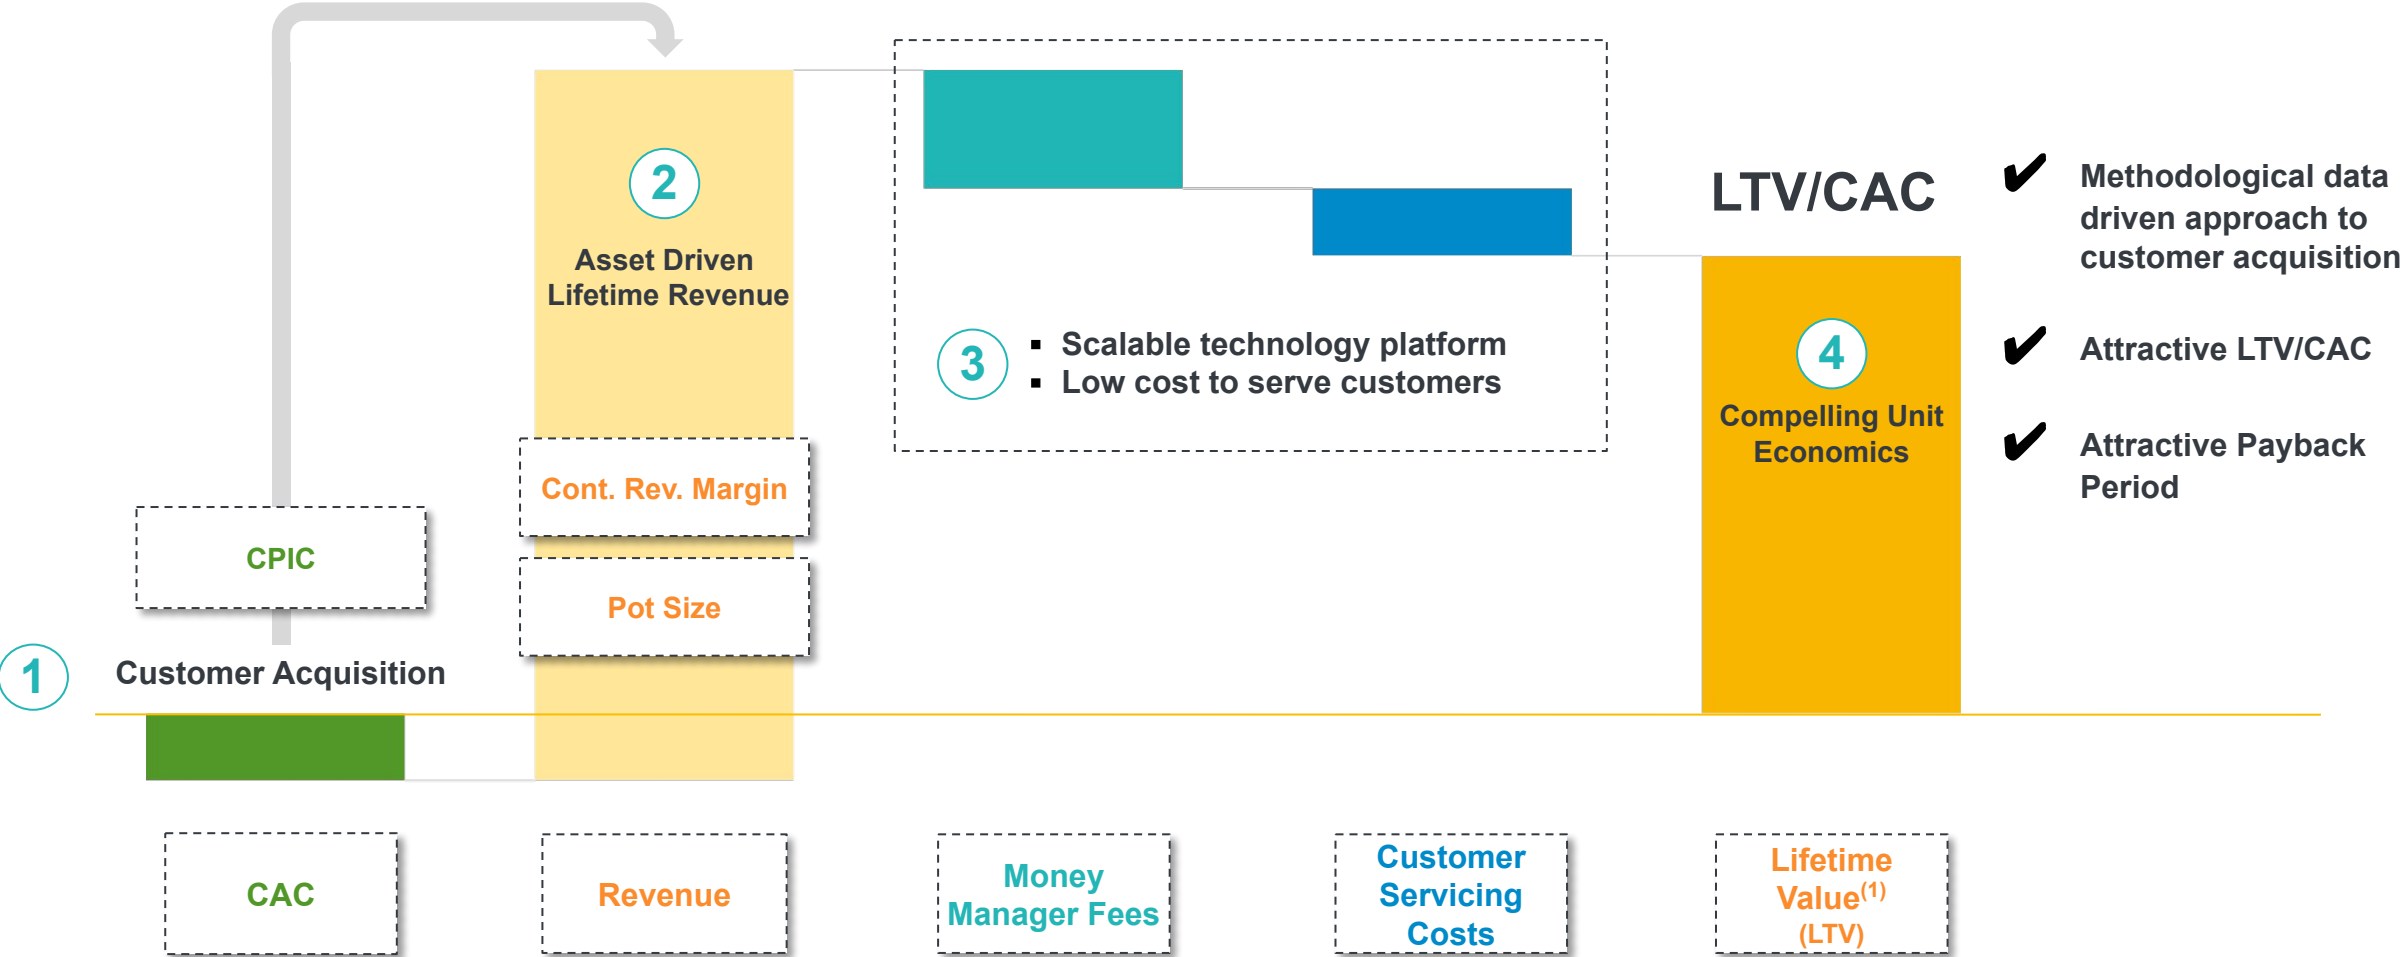 2
Asset Driven
Lifetime Revenue
Cont. Rev. Margin
Pot Size
CPIC
1
Customer Acquisition
3
▪ Scalable technology platform
▪ Low cost to serve customers
LTV/CAC
4
Compelling Unit
Economics
✔ Methodological data
driven approach to
customer acquisition
✔ Attractive LTV/CAC
✔ Attractive Payback
Period
CAC
Revenue
Money
Manager Fees
Customer
Servicing
Costs
Lifetime
Value(1)
(LTV)